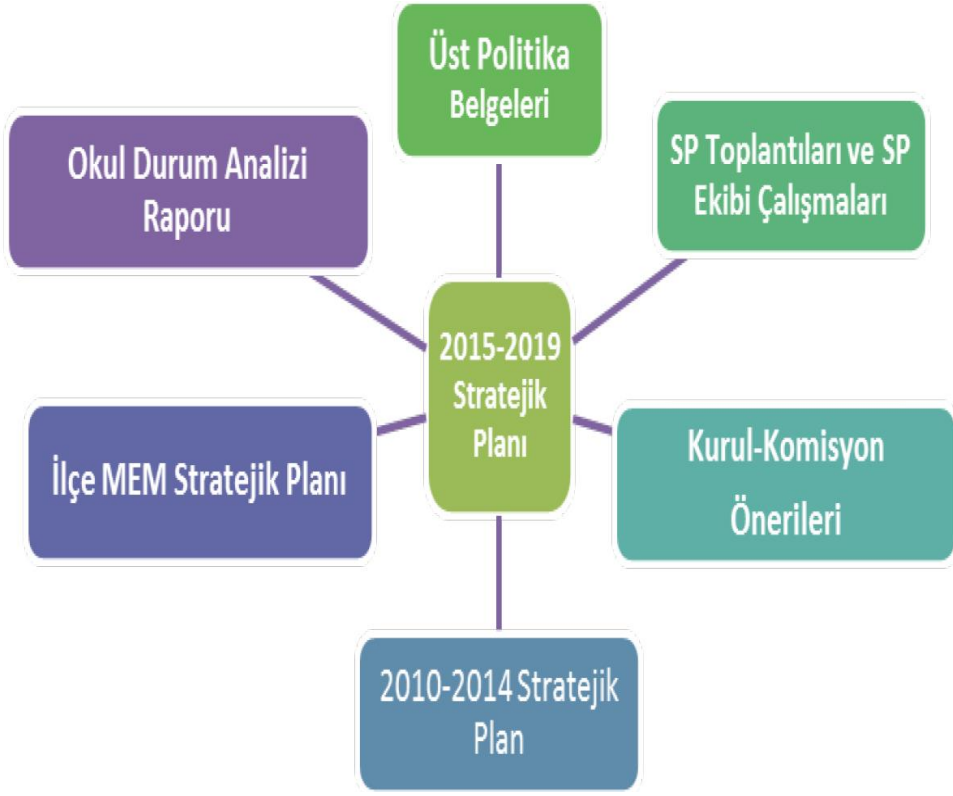 Üst Politika
Belgeleri
Okul Durum Analizi
Raporu
SP Toplantıları ve SP
Ekibi Çalışmaları
2015-2019
Stratejik
Planı
İlçe MEM Stratejik Planı
Kurul-Komisyon
Önerileri
2010-2014 Stratejik
Plan